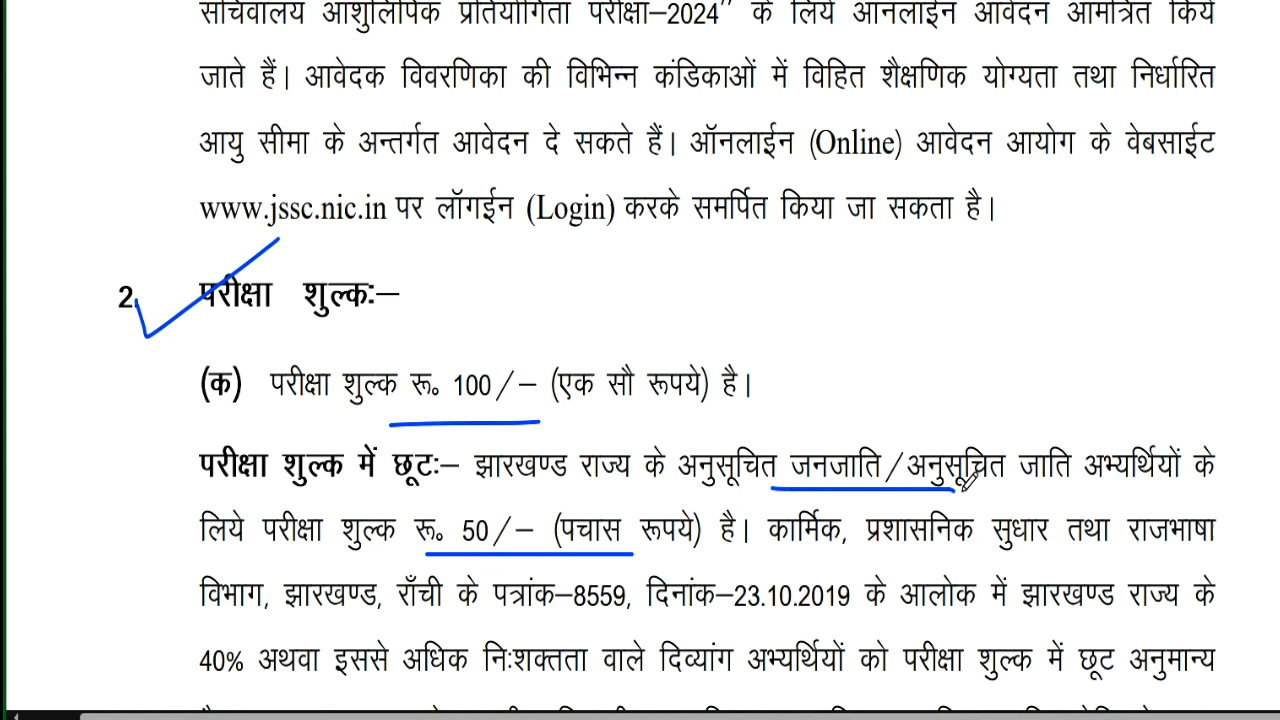 सचिवालय आशुलिपिक प्रतियोगिता परीक्षा–2024" के लिये ऑनलाईन आवेदन आमंत्रित किये
जाते हैं। आवेदक विवरणिका की विभिन्न कंडिकाओं में विहित शैक्षणिक योग्यता तथा निर्धारित
आयु सीमा के अन्तर्गत आवेदन दे सकते हैं। ऑनलाईन (Online) आवेदन आयोग के वेबसाईट
www.jssc.nic.in पर लॉगईन (Login) करके समर्पित किया जा सकता है।
2. परीक्षा शुल्कः–
(क) परीक्षा शुल्क रू० 100/– (एक सौ रूपये) है।
परीक्षा शुल्क में छूटः– झारखण्ड राज्य के अनुसूचित जनजाति/अनुसूचित जाति अभ्यर्थियों के
लिये परीक्षा शुल्क रू० 50/– (पचास रूपये) है। कार्मिक, प्रशासनिक सुधार तथा राजभाषा
विभाग, झारखण्ड, राँची के पत्रांक–8559, दिनांक–23.10.2019 के आलोक में झारखण्ड राज्य के
40% अथवा इससे अधिक निःशक्तता वाले दिव्यांग अभ्यर्थियों को परीक्षा शुल्क में छूट अनुमान्य